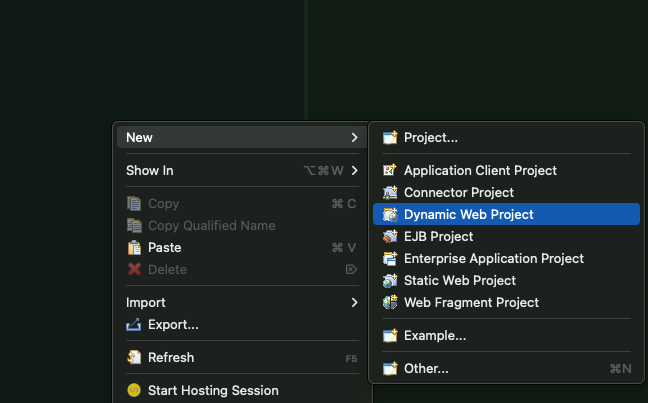 New
Show In ⌥⌘W
Copy ⌘ C
Copy Qualified Name
Paste ⌘ V
Delete ⌦
Import
Export...
Refresh F5
Start Hosting Session
Project...
Application Client Project
Connector Project
Dynamic Web Project
EJB Project
Enterprise Application Project
Static Web Project
Web Fragment Project
Example...
Other... ⌘N